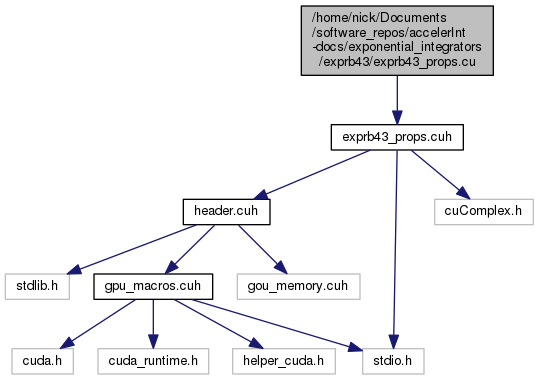 /home/nick/Documents
/software_repos/accelerInt
-docs/exponential_integrators
/exprb43/exprb43_props.cu
exprb43_props.cuh
header.cuh
cuComplex.h
stdlib.h
gpu_macros.cuh
gou_memory.cuh
cuda.h
cuda_runtime.h
helper_cuda.h
stdio.h